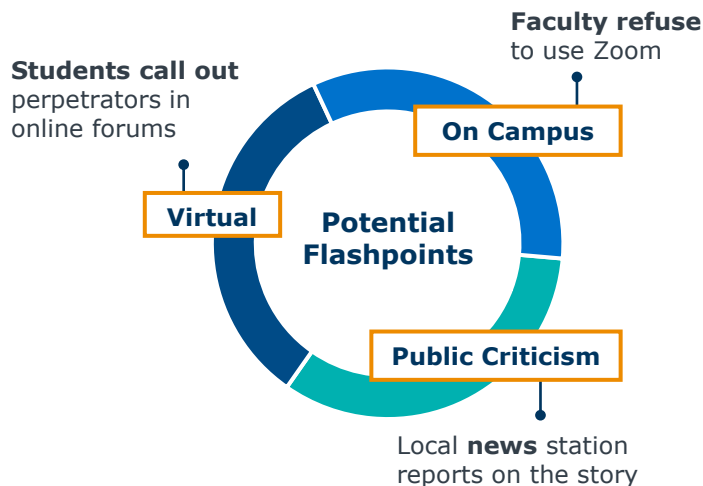 Faculty refuse
to use Zoom
Students call out
perpetrators in
online forums
On Campus
Virtual
Potential
Flashpoints
Public Criticism
Local news station
reports on the story